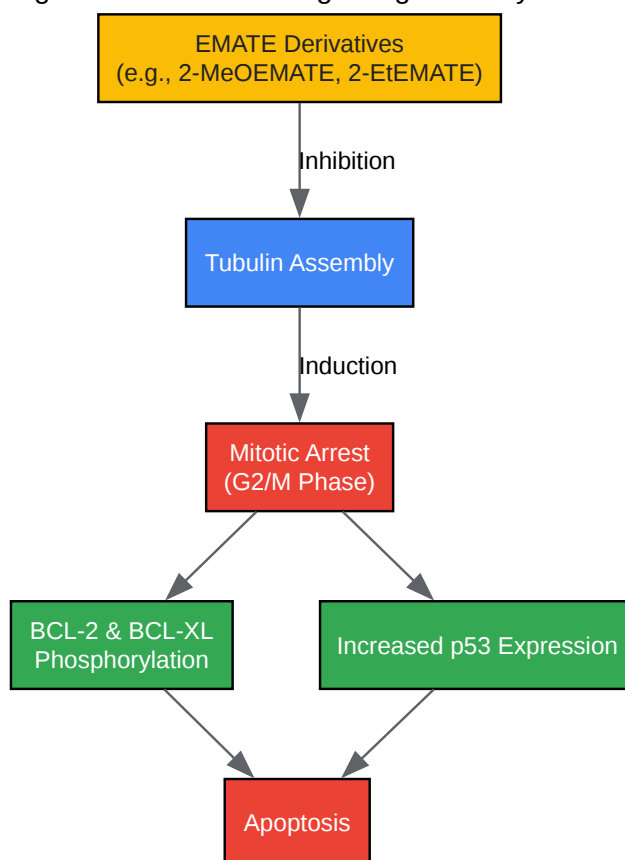 EMATE Derivatives
(e.g., 2-MeOEMATE, 2-EtEMATE)
Inhibition
Tubulin Assembly
Induction
Mitotic Arrest
(G2/M Phase)
BCL-2 & BCL-XL
Phosphorylation
Increased p53 Expression
Apoptosis